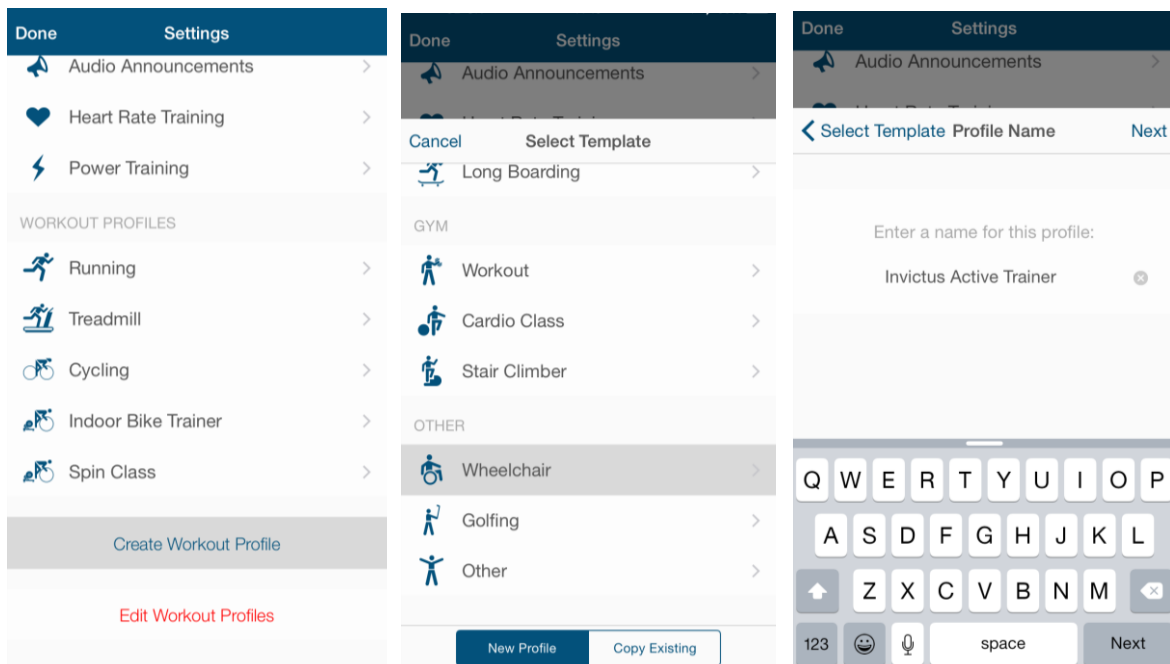 Done Settings
Audio Announcements
Heart Rate Training
Power Training
WORKOUT PROFILES
Running
Treadmill
Cycling
Indoor Bike Trainer
Spin Class
Create Workout Profile
Edit Workout Profiles
Done Settings
Audio Announcements
Cancel Select Template
Long Boarding
GYM
Workout
Cardio Class
Stair Climber
OTHER
Wheelchair
Golfing
Other
New Profile Copy Existing
Done Settings
Audio Announcements
Select Template Profile Name Next
Enter a name for this profile:
Invictus Active Trainer
Q W E R T Y U I O P
A S D F G H J K L
Z X C V B N M
123 space Next